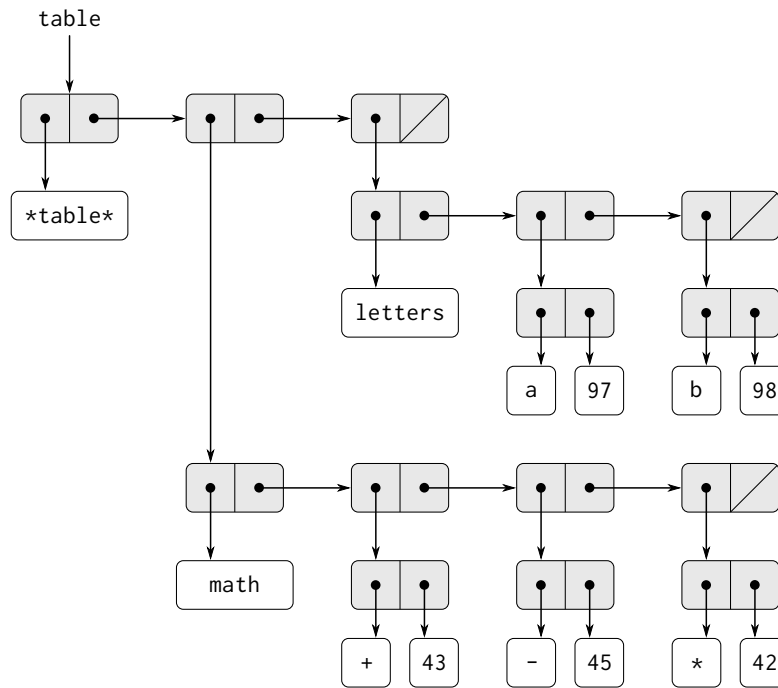 table
*table*
letters
a 97 b 98
math
+ 43 - 45 * 42